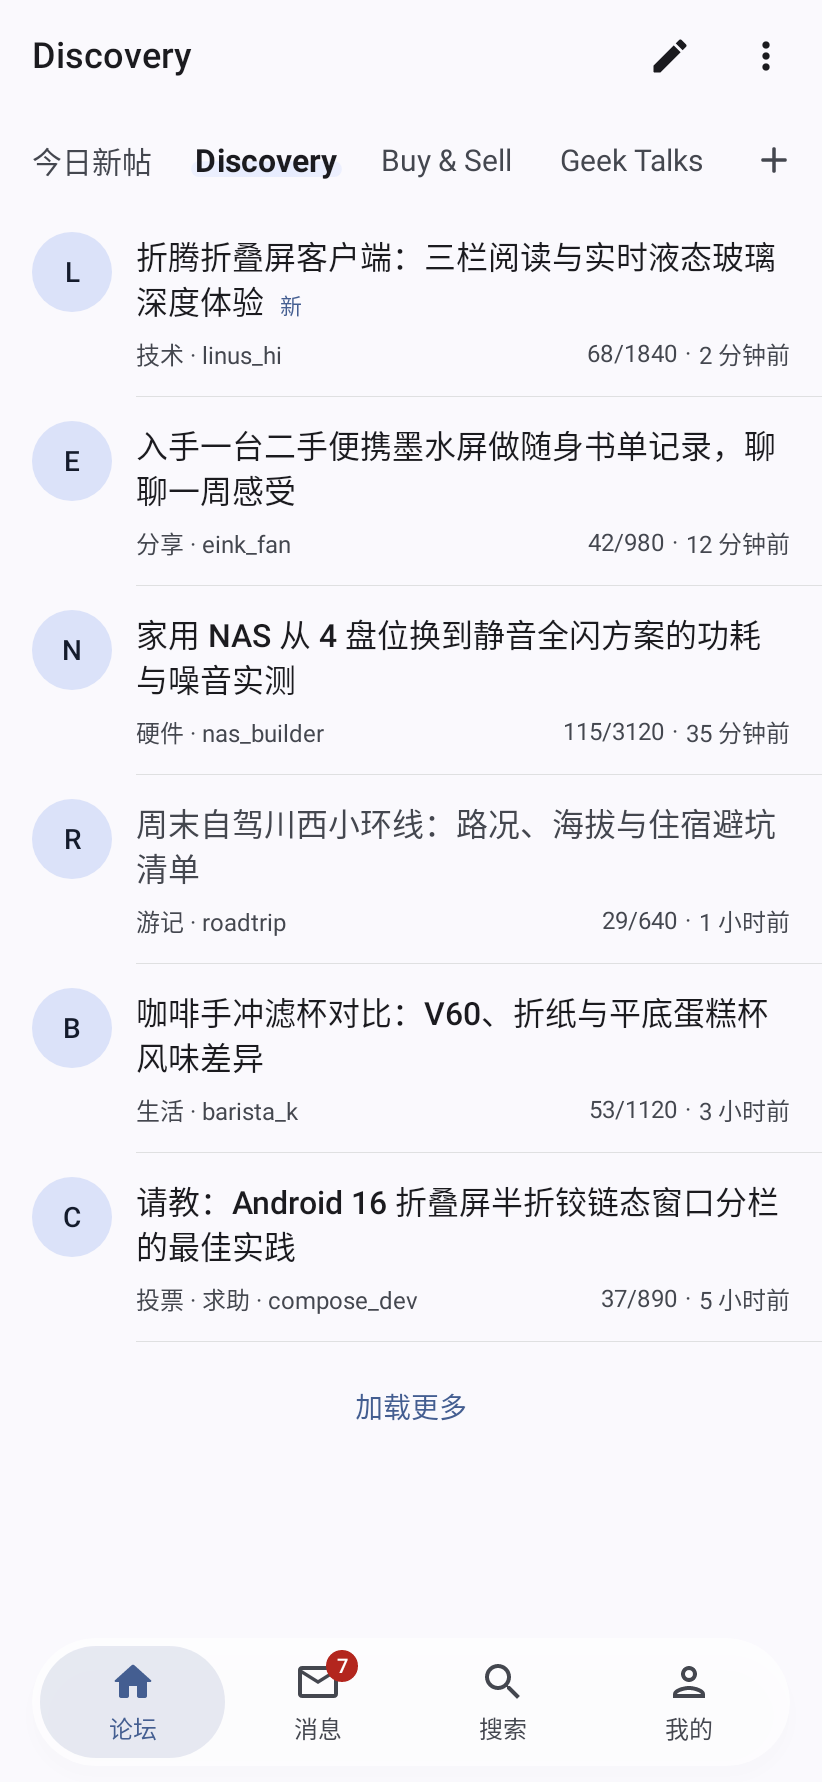 Discovery
今日新帖 Discovery Buy & Sell Geek Talks
L
折腾折叠屏客户端：三栏阅读与实时液态玻璃
深度体验 新
技术 · linus_hi 68/1840 · 2 分钟前
E
入手一台二手便携墨水屏做随身书单记录，聊
聊一周感受
分享 · eink_fan 42/980 · 12 分钟前
N
家用 NAS 从 4 盘位换到静音全闪方案的功耗
与噪音实测
硬件 · nas_builder 115/3120 · 35 分钟前
R
周末自驾川西小环线：路况、海拔与住宿避坑
清单
游记 · roadtrip 29/640 · 1 小时前
B
咖啡手冲滤杯对比：V60、折纸与平底蛋糕杯
风味差异
生活 · barista_k 53/1120 · 3 小时前
C
请教：Android 16 折叠屏半折铰链态窗口分栏
的最佳实践
投票 · 求助 · compose_dev 37/890 · 5 小时前
加载更多
7
论坛 消息 搜索 我的